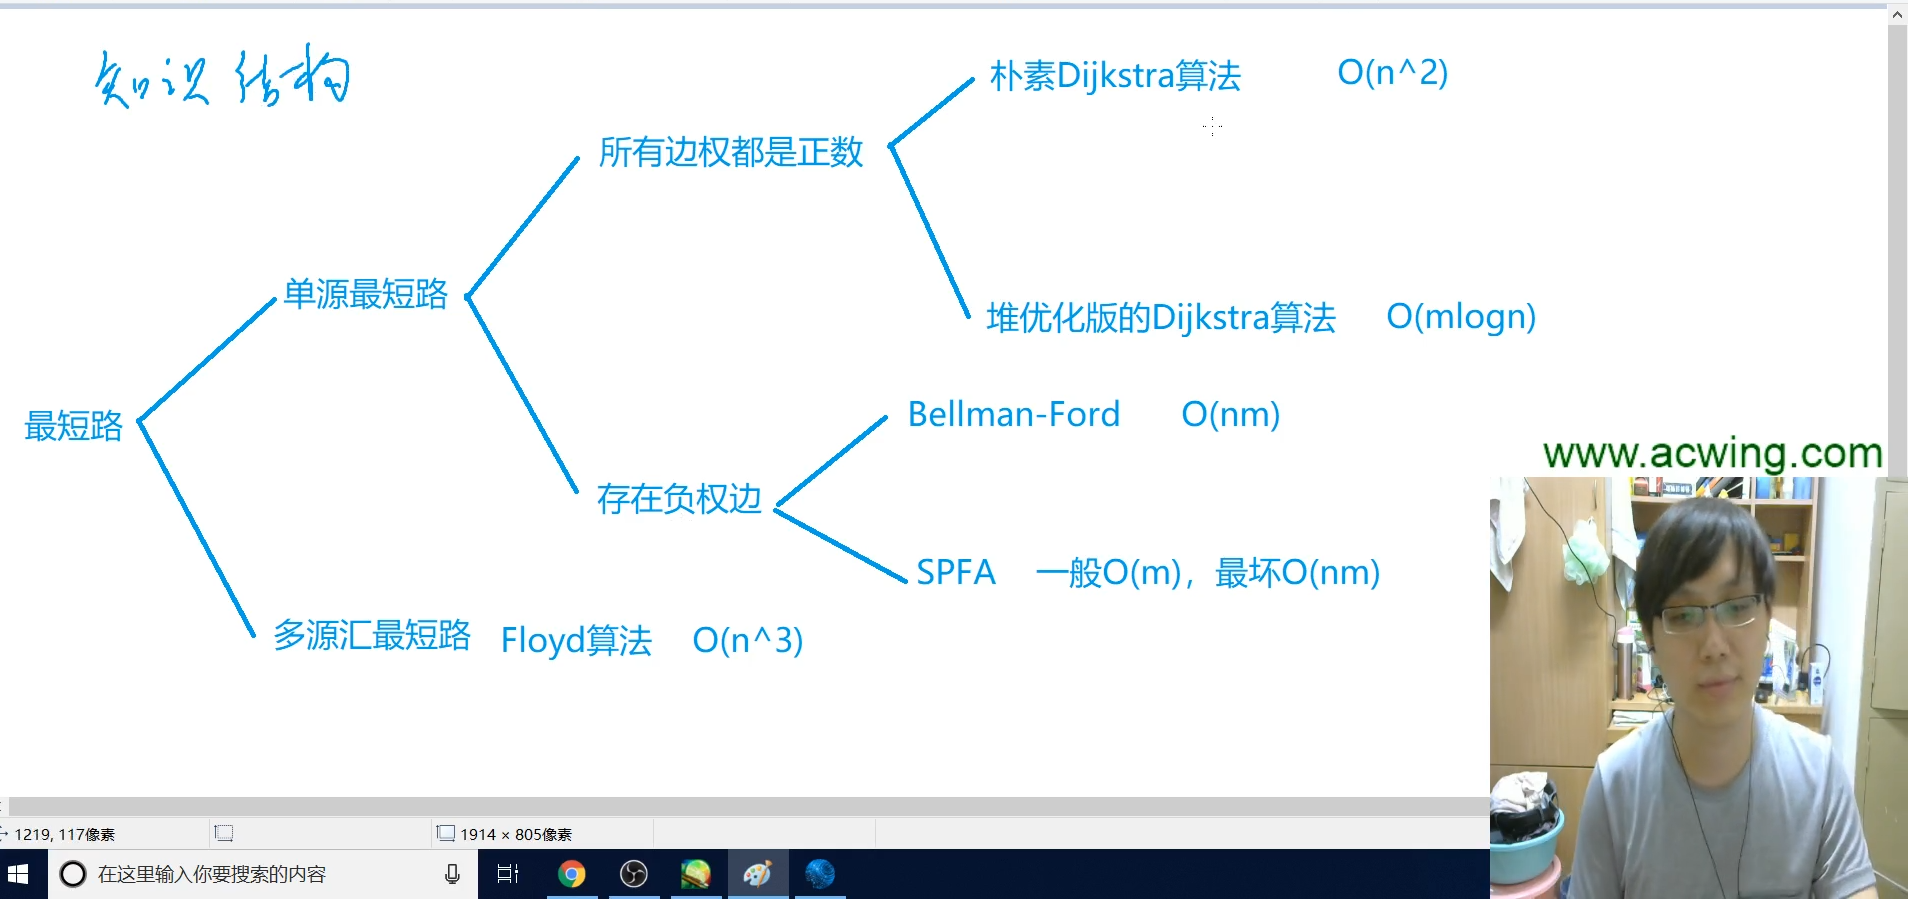 知识结构
朴素Dijkstra算法 O(n^2)
所有边权都是正数
单源最短路
堆优化版的Dijkstra算法 O(mlogn)
最短路
Bellman-Ford O(nm)
www.acwing.com
存在负权边
SPFA 一般O(m)，最坏O(nm)
多源汇最短路 Floyd算法 O(n^3)
1219, 117像素
1914 × 805像素
在这里输入你要搜索的内容